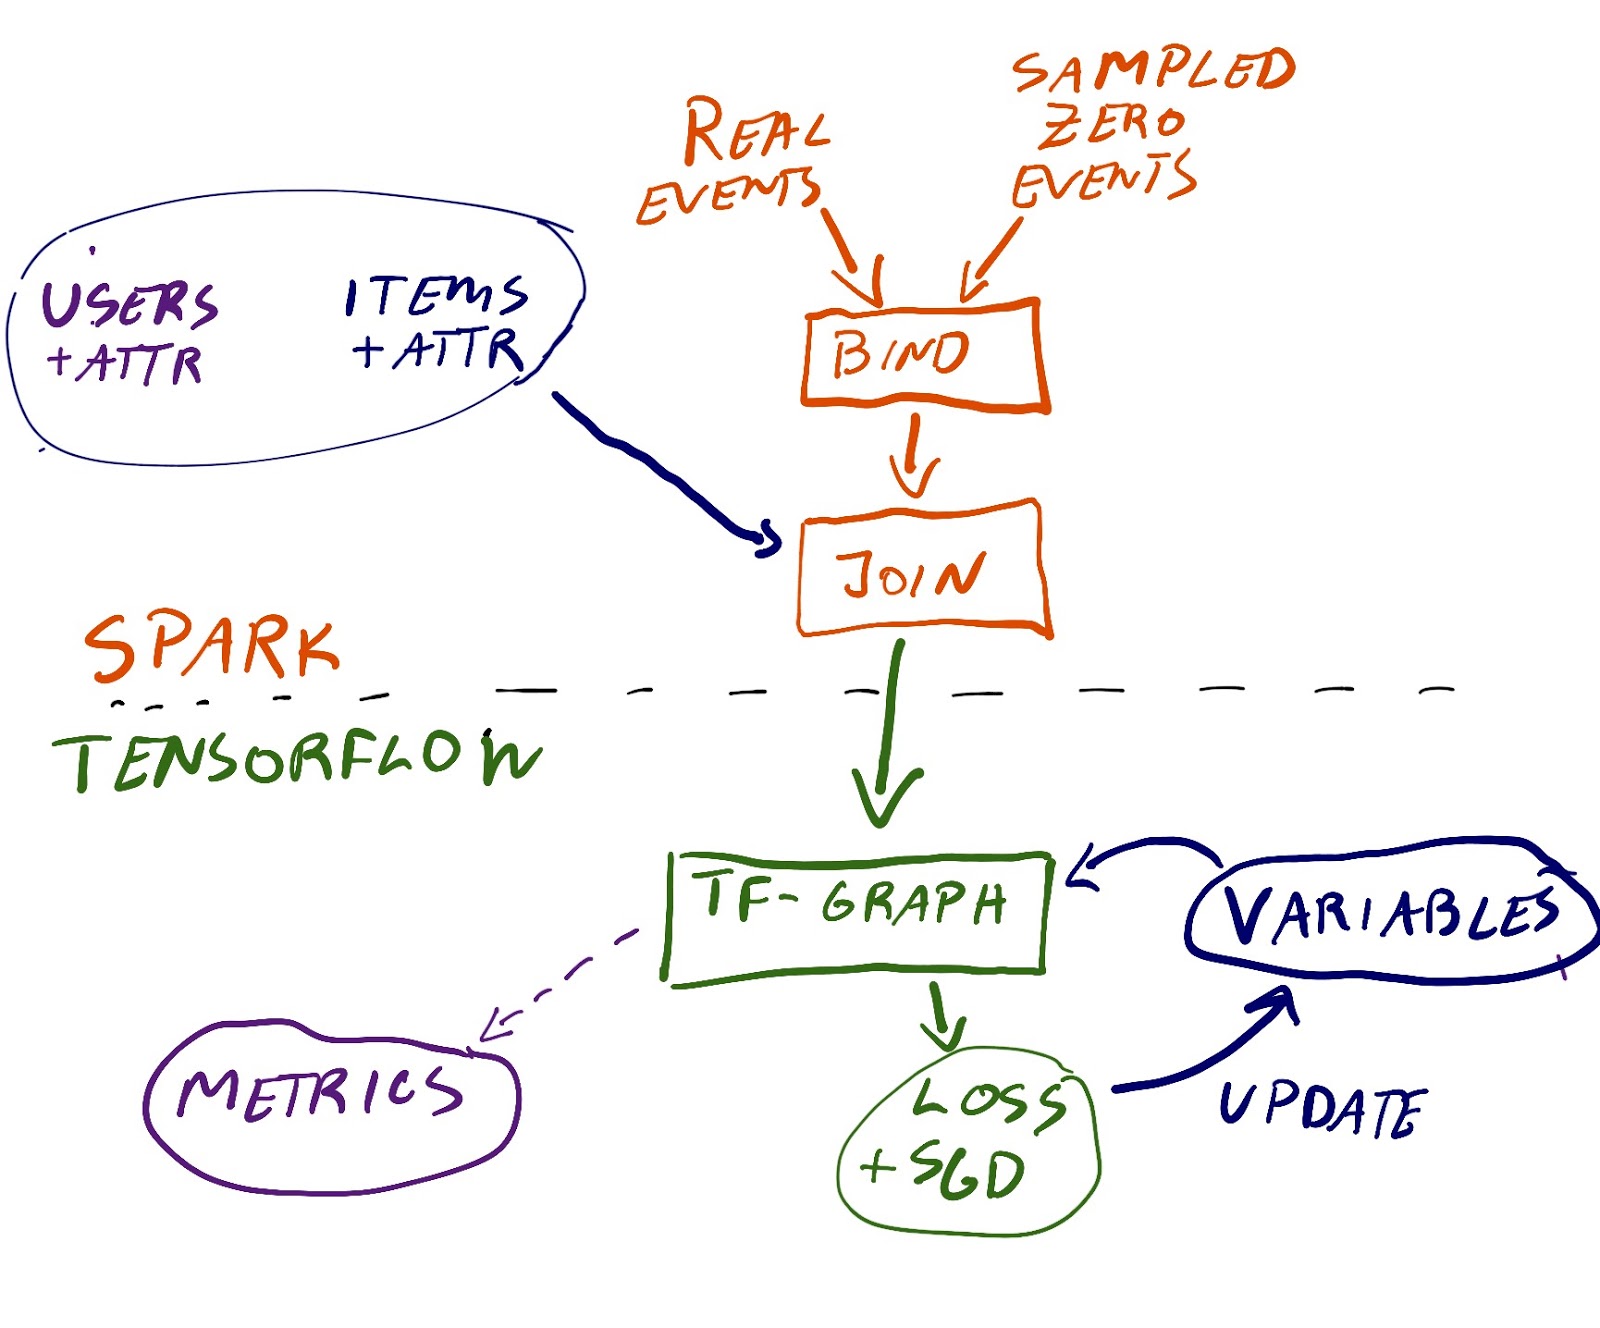 SAMPLED
ZERO
EVENTS
REAL
EVENTS
USERS
+ATTR
ITEMS
+ATTR
BIND
JOIN
SPARK
TENSORFLOW
TF-GRAPH
VARIABLES
METRICS
LOSS
+SGD
UPDATE